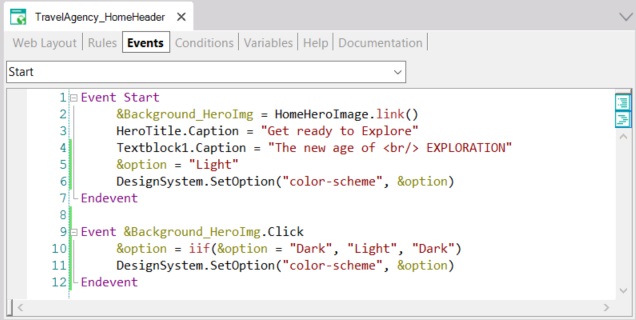 TravelAgency_HomeHeader
Web Layout | Rules | Events | Conditions | Variables | Help | Documentation
Start
1 Event Start
2 &Background_HeroImg = HomeHeroImage.link()
3 HeroTitle.Caption = "Get ready to Explore"
4 Textblock1.Caption = "The new age of <br/> EXPLORATION"
5 &option = "Light"
6 DesignSystem.SetOption("color-scheme", &option)
7 Endevent
8
9 Event &Background_HeroImg.Click
10 &option = iif(&option = "Dark", "Light", "Dark")
11 DesignSystem.SetOption("color-scheme", &option)
12 Endevent